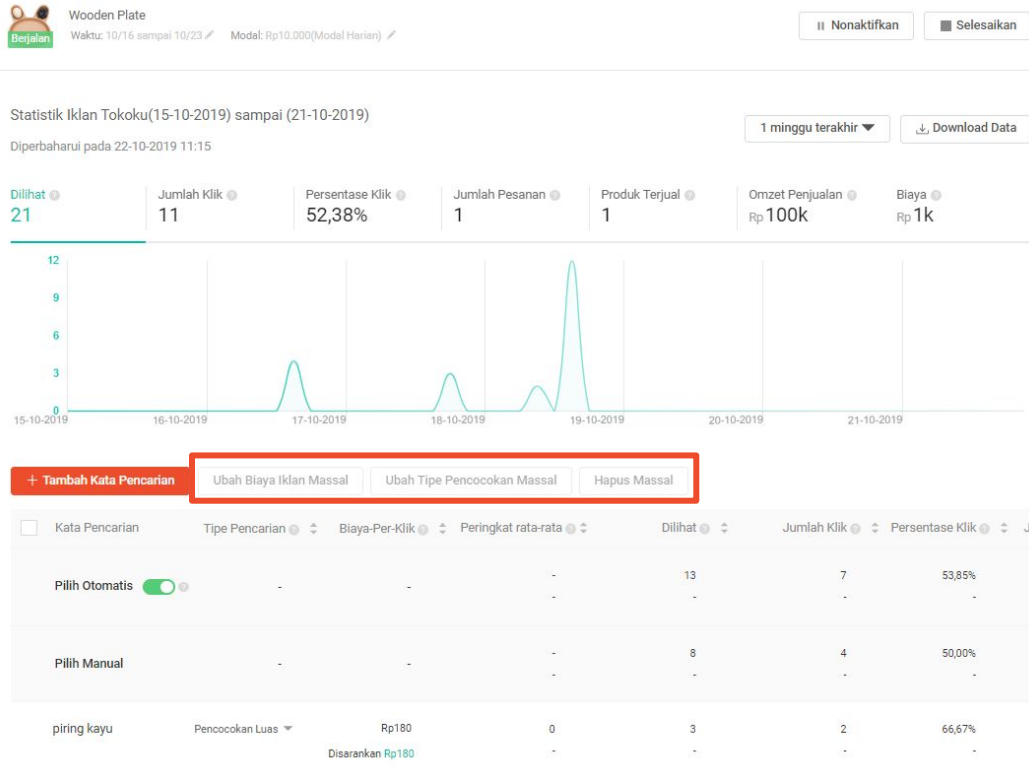 Wooden Plate
Berjalan
Waktu: 10/16 sampai 10/23 Modal: Rp10.000(Modal Harian)
Nonaktifkan
Selesaikan
Statistik Iklan Tokoku(15-10-2019) sampai (21-10-2019)
Diperbaharui pada 22-10-2019 11:15
1 minggu terakhir
Download Data
Dilihat Jumlah Klik Persentase Klik Jumlah Pesanan Produk Terjual Omzet Penjualan Biaya
21 11 52,38% 1 1 Rp 100k Rp 1k
12
9
6
3
0
15-10-2019 16-10-2019 17-10-2019 18-10-2019 19-10-2019 20-10-2019 21-10-2019
+ Tambah Kata Pencarian Ubah Biaya Iklan Massal Ubah Tipe Pencocokan Massal Hapus Massal
Kata Pencarian Tipe Pencarian Biaya-Per-Klik Peringkat rata-rata Dilihat Jumlah Klik Persentase Klik J
Pilih Otomatis - - - 13 7 53,85%
- - - -
Pilih Manual - - - 8 4 50,00%
- - - -
piring kayu Pencocokan Luas Rp180 0 3 2 66,67%
Disarankan Rp180 - - - -